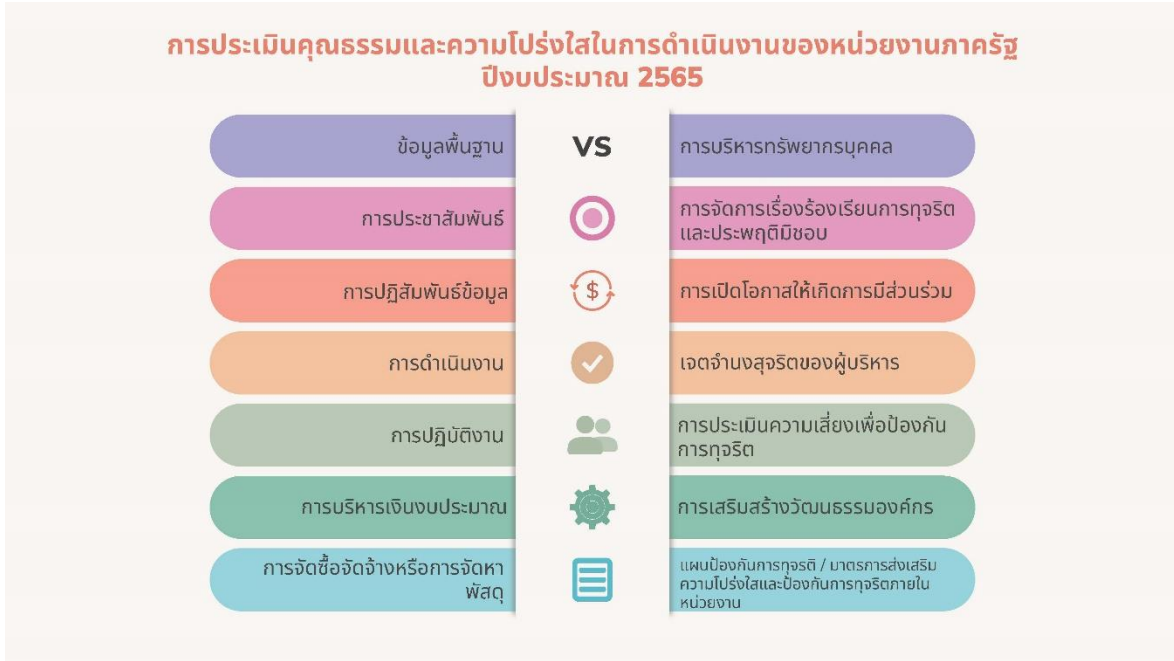 การประเมินคุณธรรมและความโปร่งใสในการดำเนินงานของหน่วยงานภาครัฐ
ปีงบประมาณ 2565
ข้อมูลพื้นฐาน
VS
การบริหารทรัพยากรบุคคล
การประชาสัมพันธ์
การจัดการเรื่องร้องเรียนการทุจริต
และประพฤติมิชอบ
การปฏิสัมพันธ์ข้อมูล
$
การเปิดโอกาสให้เกิดการมีส่วนร่วม
การดำเนินงาน
เจตจำนงสุจริตของผู้บริหาร
การปฏิบัติงาน
การประเมินความเสี่ยงเพื่อป้องกัน
การทุจริต
การบริหารเงินงบประมาณ
การเสริมสร้างวัฒนธรรมองค์กร
การจัดซื้อจัดจ้างหรือการจัดหา
พัสดุ
แผนป้องกันการทุจรติ / มาตรการส่งเสริม
ความโปร่งใสและป้องกันการทุจริตภายใน
หน่วยงาน